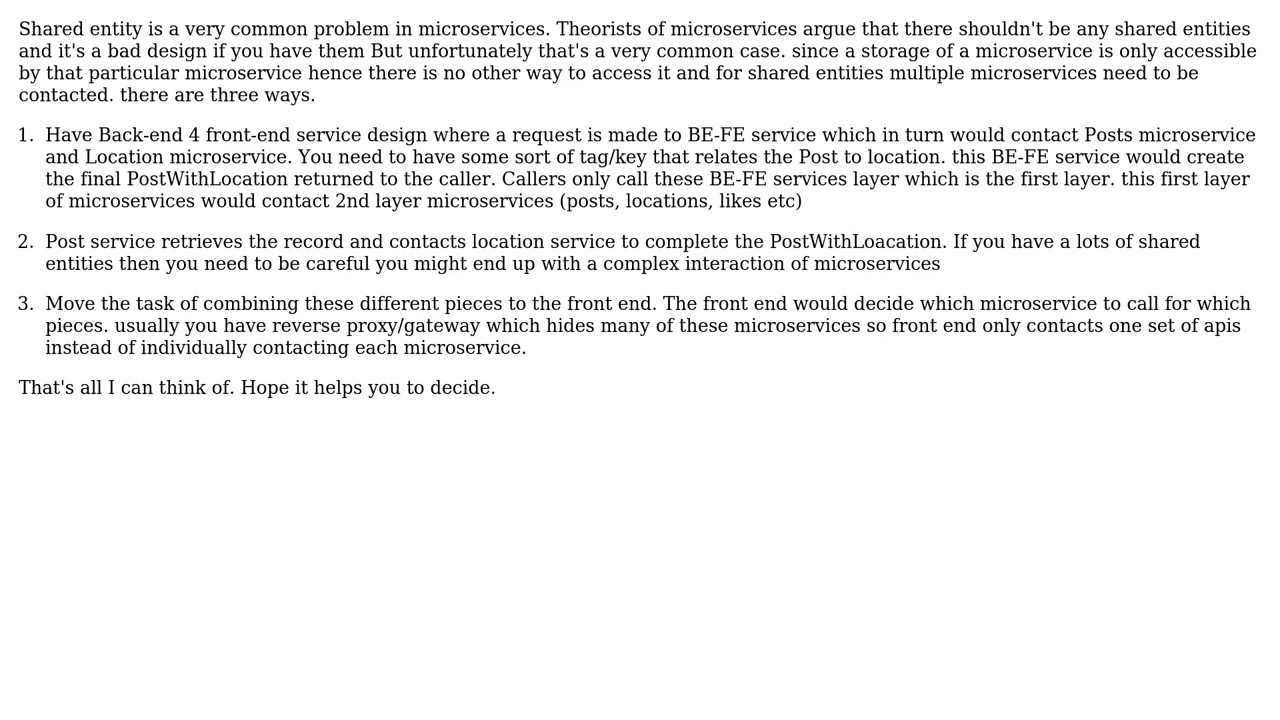 Shared entity is a very common problem in microservices. Theorists of microservices argue that there shouldn't be any shared entities
and it's a bad design if you have them But unfortunately that's a very common case. since a storage of a microservice is only accessible
by that particular microservice hence there is no other way to access it and for shared entities multiple microservices need to be
contacted. there are three ways.
1. Have Back-end 4 front-end service design where a request is made to BE-FE service which in turn would contact Posts microservice
and Location microservice. You need to have some sort of tag/key that relates the Post to location. this BE-FE service would create
the final PostWithLocation returned to the caller. Callers only call these BE-FE services layer which is the first layer. this first layer
of microservices would contact 2nd layer microservices (posts, locations, likes etc)
2. Post service retrieves the record and contacts location service to complete the PostWithLoacation. If you have a lots of shared
entities then you need to be careful you might end up with a complex interaction of microservices
3. Move the task of combining these different pieces to the front end. The front end would decide which microservice to call for which
pieces. usually you have reverse proxy/gateway which hides many of these microservices so front end only contacts one set of apis
instead of individually contacting each microservice.
That's all I can think of. Hope it helps you to decide.